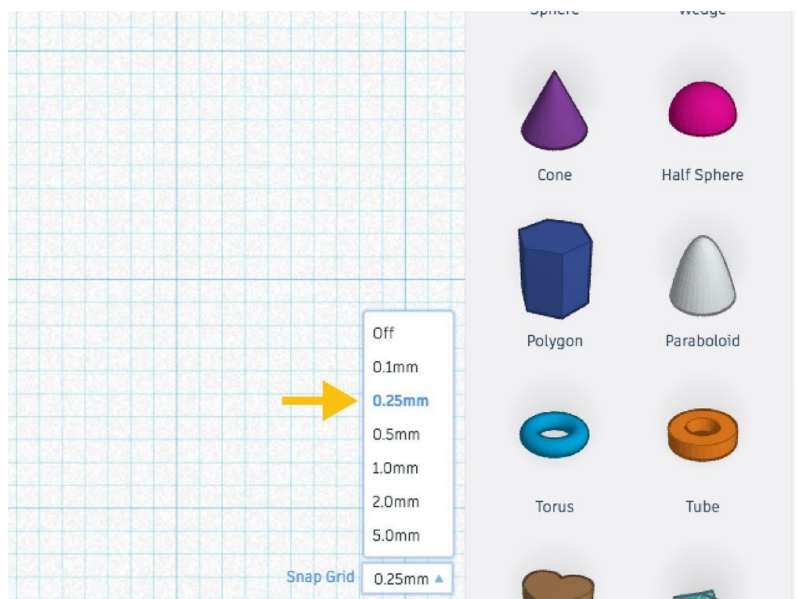 Cone
Half Sphere
Polygon
Paraboloid
Torus
Tube
Off
0.1mm
0.25mm
0.5mm
1.0mm
2.0mm
5.0mm
Snap Grid 0.25mm